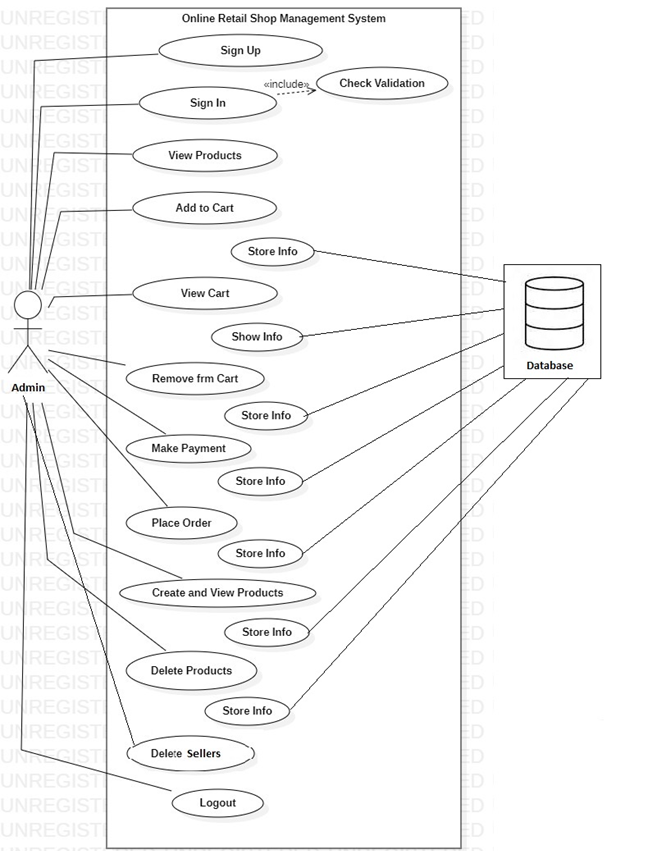 Online Retail Shop Management System
Sign Up
«include»
Check Validation
Sign In
View Products
Add to Cart
Store Info
View Cart
Show Info
Database
Remove frm Cart
Admin
Store Info
Make Payment
Store Info
Place Order
Store Info
Create and View Products
Store Info
Delete Products
Store Info
Delete Sellers
Logout